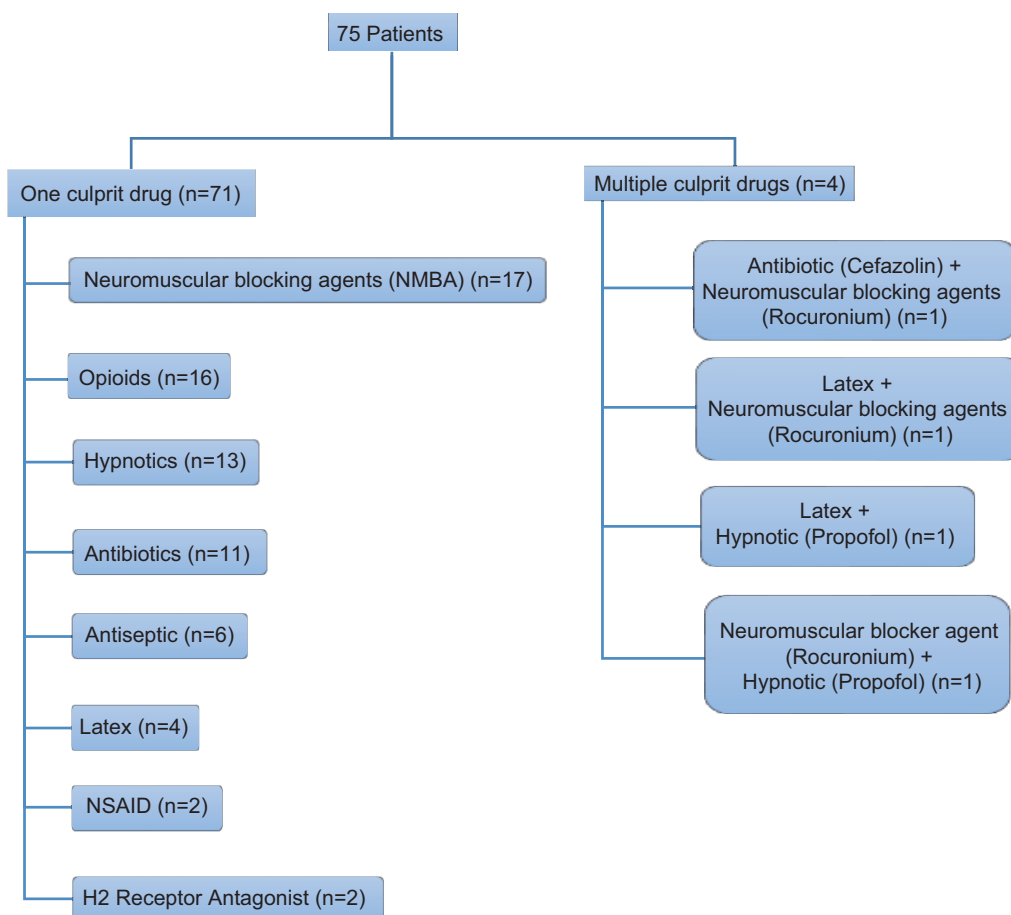 75 Patients
One culprit drug (n=71)
Neuromuscular blocking agents (NMBA) (n=17)
Opioids (n=16)
Hypnotics (n=13)
Antibiotics (n=11)
Antiseptic (n=6)
Latex (n=4)
NSAID (n=2)
H2 Receptor Antagonist (n=2)
Multiple culprit drugs (n=4)
Antibiotic (Cefazolin) +
Neuromuscular blocking agents
(Rocuronium) (n=1)
Latex +
Neuromuscular blocking agents
(Rocuronium) (n=1)
Latex +
Hypnotic (Propofol) (n=1)
Neuromuscular blocker agent
(Rocuronium) +
Hypnotic (Propofol) (n=1)